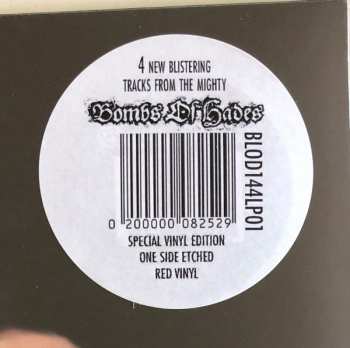 4 NEW BLISTERING
TRACKS FROM THE MIGHTY
Bombs Of Hades
BLOD144LP01
0 200000 082529
SPECIAL VINYL EDITION
ONE SIDE ETCHED
RED VINYL